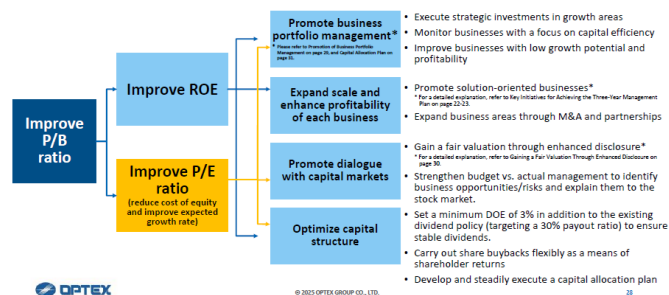 Improve
P/B
ratio
Improve ROE
Improve P/E
ratio
(reduce cost of equity
and improve expected
growth rate)
Promote business
portfolio management*
* Please refer to Promotion of Business Portfolio
Management on page 29, and Capital Allocation Plan on
page 31.
Expand scale and
enhance profitability
of each business
Promote dialogue
with capital markets
Optimize capital
structure
• Execute strategic investments in growth areas
• Monitor businesses with a focus on capital efficiency
• Improve businesses with low growth potential and
profitability
• Promote solution-oriented businesses*
* For a detailed explanation, refer to Key Initiatives for Achieving the Three-Year Management
Plan on page 22-23.
• Expand business areas through M&A and partnerships
• Gain a fair valuation through enhanced disclosure*
* For a detailed explanation, refer to Gaining a Fair Valuation Through Enhanced Disclosure on
page 30.
• Strengthen budget vs. actual management to identify
business opportunities/risks and explain them to the
stock market.
• Set a minimum DOE of 3% in addition to the existing
dividend policy (targeting a 30% payout ratio) to ensure
stable dividends.
• Carry out share buybacks flexibly as a means of
shareholder returns
• Develop and steadily execute a capital allocation plan
OPTEX
© 2025 OPTEX GROUP CO., LTD.
28